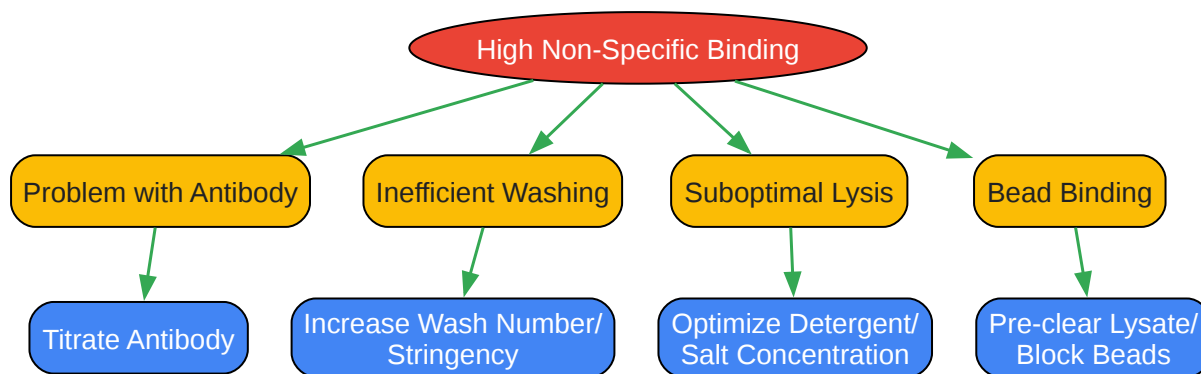 High Non-Specific Binding
Problem with Antibody
Inefficient Washing
Suboptimal Lysis
Bead Binding
Titrate Antibody
Increase Wash Number/
Stringency
Optimize Detergent/
Salt Concentration
Pre-clear Lysate/
Block Beads